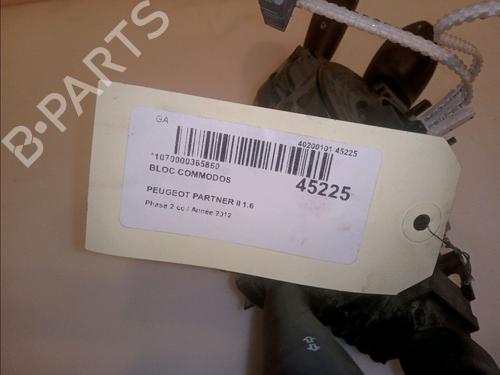 B-PARTS
GA
40200101 45225
*1070000365860
BLOC COMMODOS
45225
PEUGEOT PARTNER II 1.6
Phase 2 cc / Année 2012